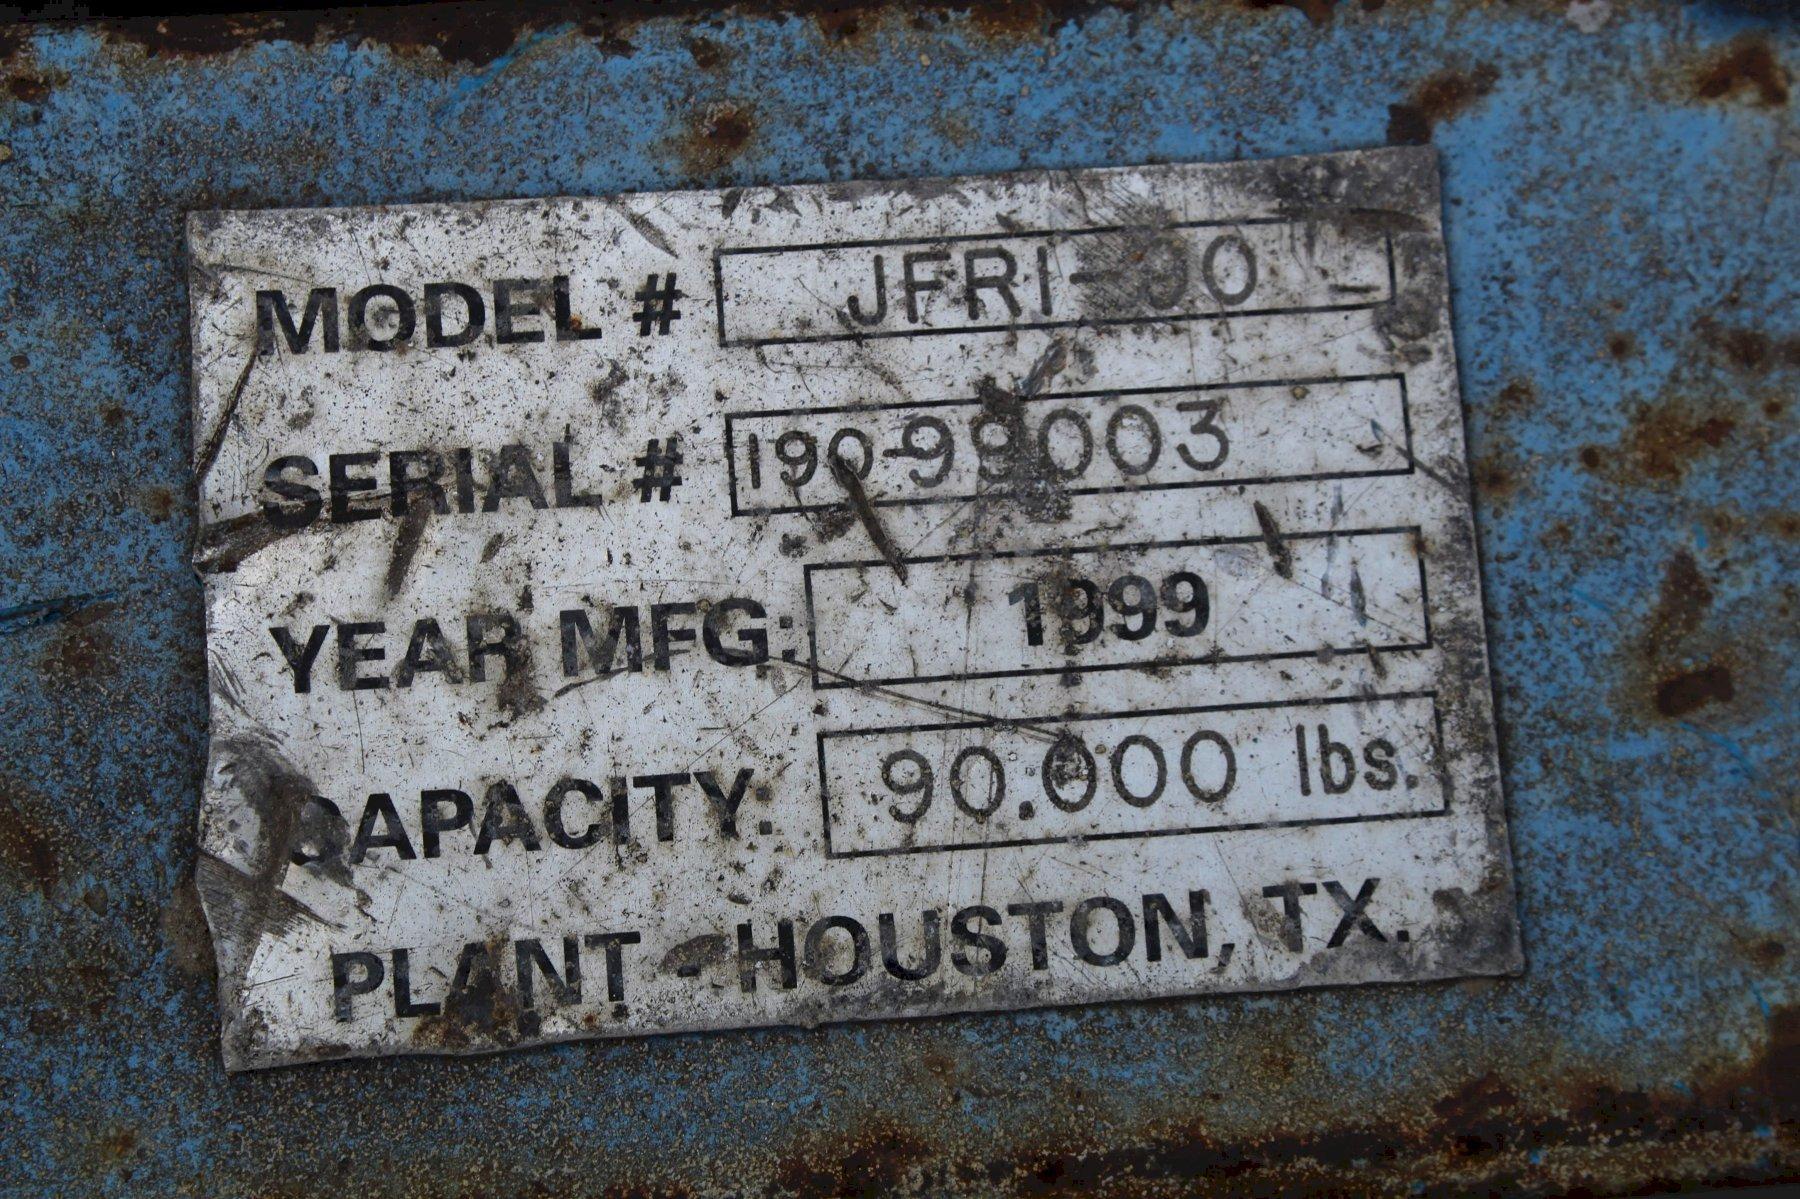 MODEL # JFRI-90
SERIAL # 190-99003
YEAR MFG: 1999
CAPACITY: 90.000 lbs.
PLANT - HOUSTON, TX.